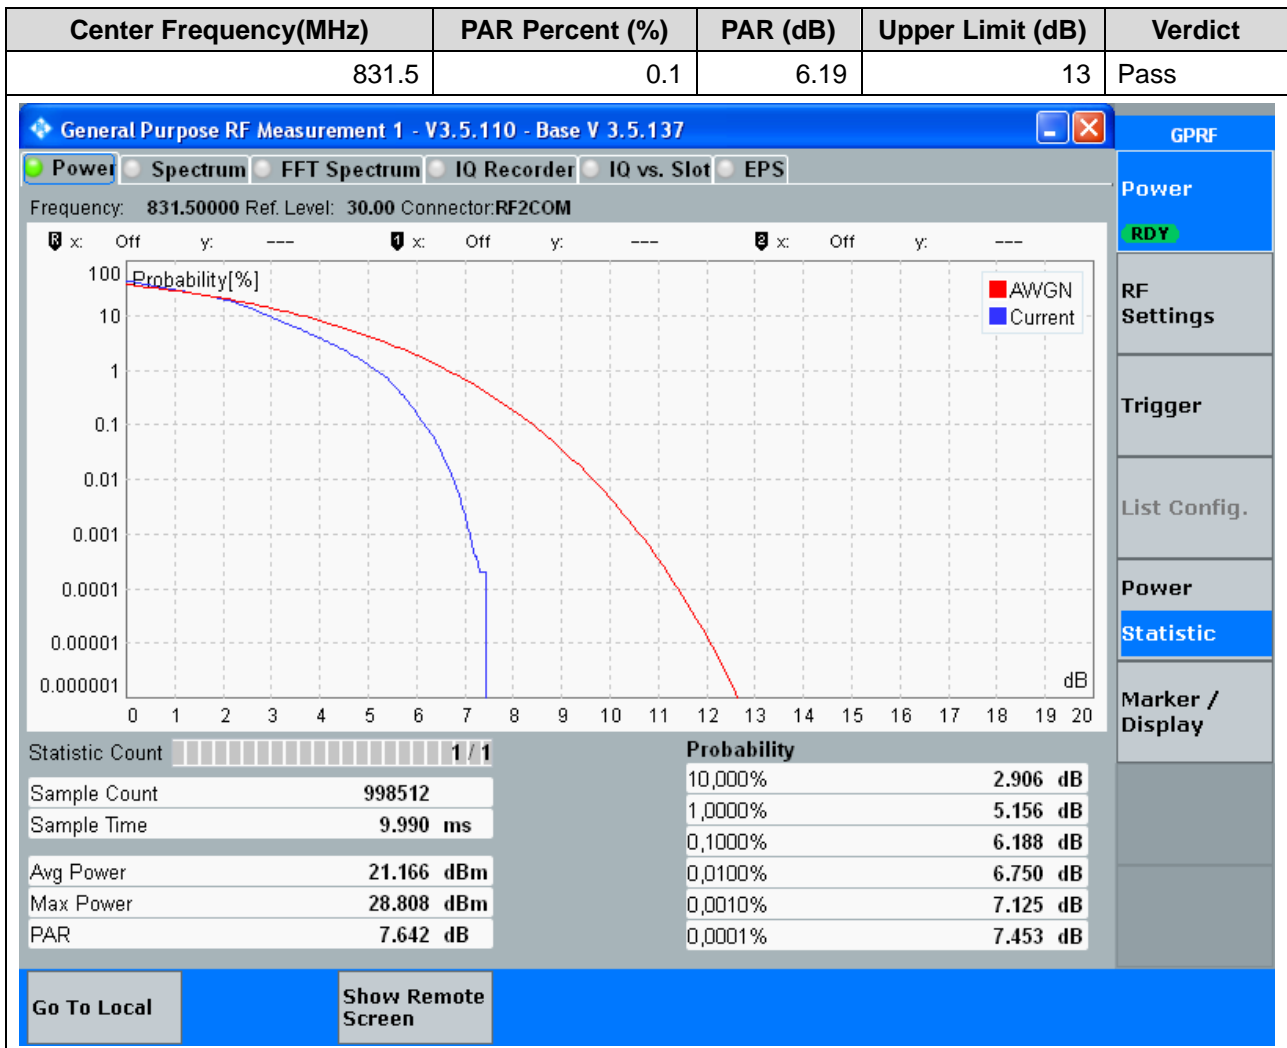 Center Frequency(MHz) PAR Percent (%) PAR (dB) Upper Limit (dB) Verdict
831.5 0.1 6.19 13 Pass
General Purpose RF Measurement 1 - V3.5.110 - Base V 3.5.137
GPRF
Power Spectrum FFT Spectrum IQ Recorder IQ vs. Slot EPS
Power
RDY
Frequency: 831.50000 Ref. Level: 30.00 Connector:RF2COM
R x: Off y: --- 1 x: Off y: --- 2 x: Off y: ---
Probability[%]
AWGN
Current
100
10
1
0.1
0.01
0.001
0.0001
0.00001
0.000001
dB
0 1 2 3 4 5 6 7 8 9 10 11 12 13 14 15 16 17 18 19 20
RF
Settings
Trigger
List Config.
Power
Statistic
Marker /
Display
Statistic Count 1 / 1
Sample Count 998512
Sample Time 9.990 ms
Avg Power 21.166 dBm
Max Power 28.808 dBm
PAR 7.642 dB
Probability
10,000% 2.906 dB
1,0000% 5.156 dB
0,1000% 6.188 dB
0,0100% 6.750 dB
0,0010% 7.125 dB
0,0001% 7.453 dB
Go To Local
Show Remote
Screen